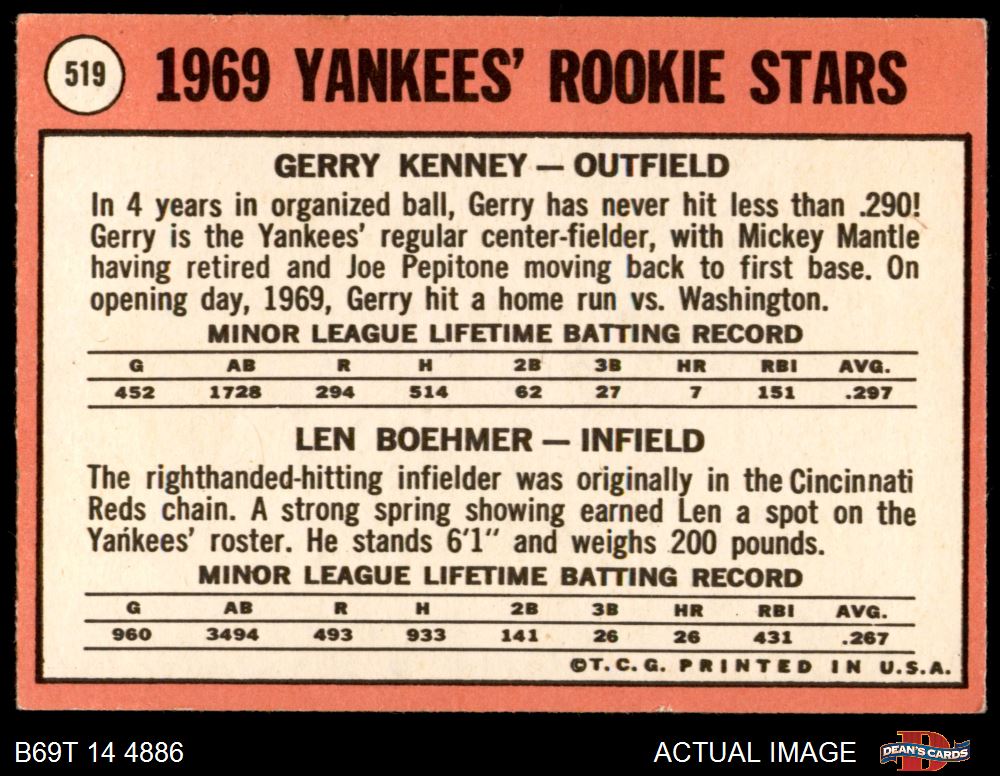 519
1969 YANKEES' ROOKIE STARS
GERRY KENNEY — OUTFIELD
In 4 years in organized ball, Gerry has never hit less than .290!
Gerry is the Yankees' regular center-fielder, with Mickey Mantle
having retired and Joe Pepitone moving back to first base. On
opening day, 1969, Gerry hit a home run vs. Washington.
MINOR LEAGUE LIFETIME BATTING RECORD
G AB R H 2B 3B HR RBI AVG.
452 1728 294 514 62 27 7 151 .297
LEN BOEHMER — INFIELD
The righthanded-hitting infielder was originally in the Cincinnati
Reds chain. A strong spring showing earned Len a spot on the
Yankees' roster. He stands 6'1" and weighs 200 pounds.
MINOR LEAGUE LIFETIME BATTING RECORD
G AB R H 2B 3B HR RBI AVG.
960 3494 493 933 141 26 26 431 .267
©T.C.G. PRINTED IN U.S.A.
B69T 14 4886
ACTUAL IMAGE
DEAN'S CARDS